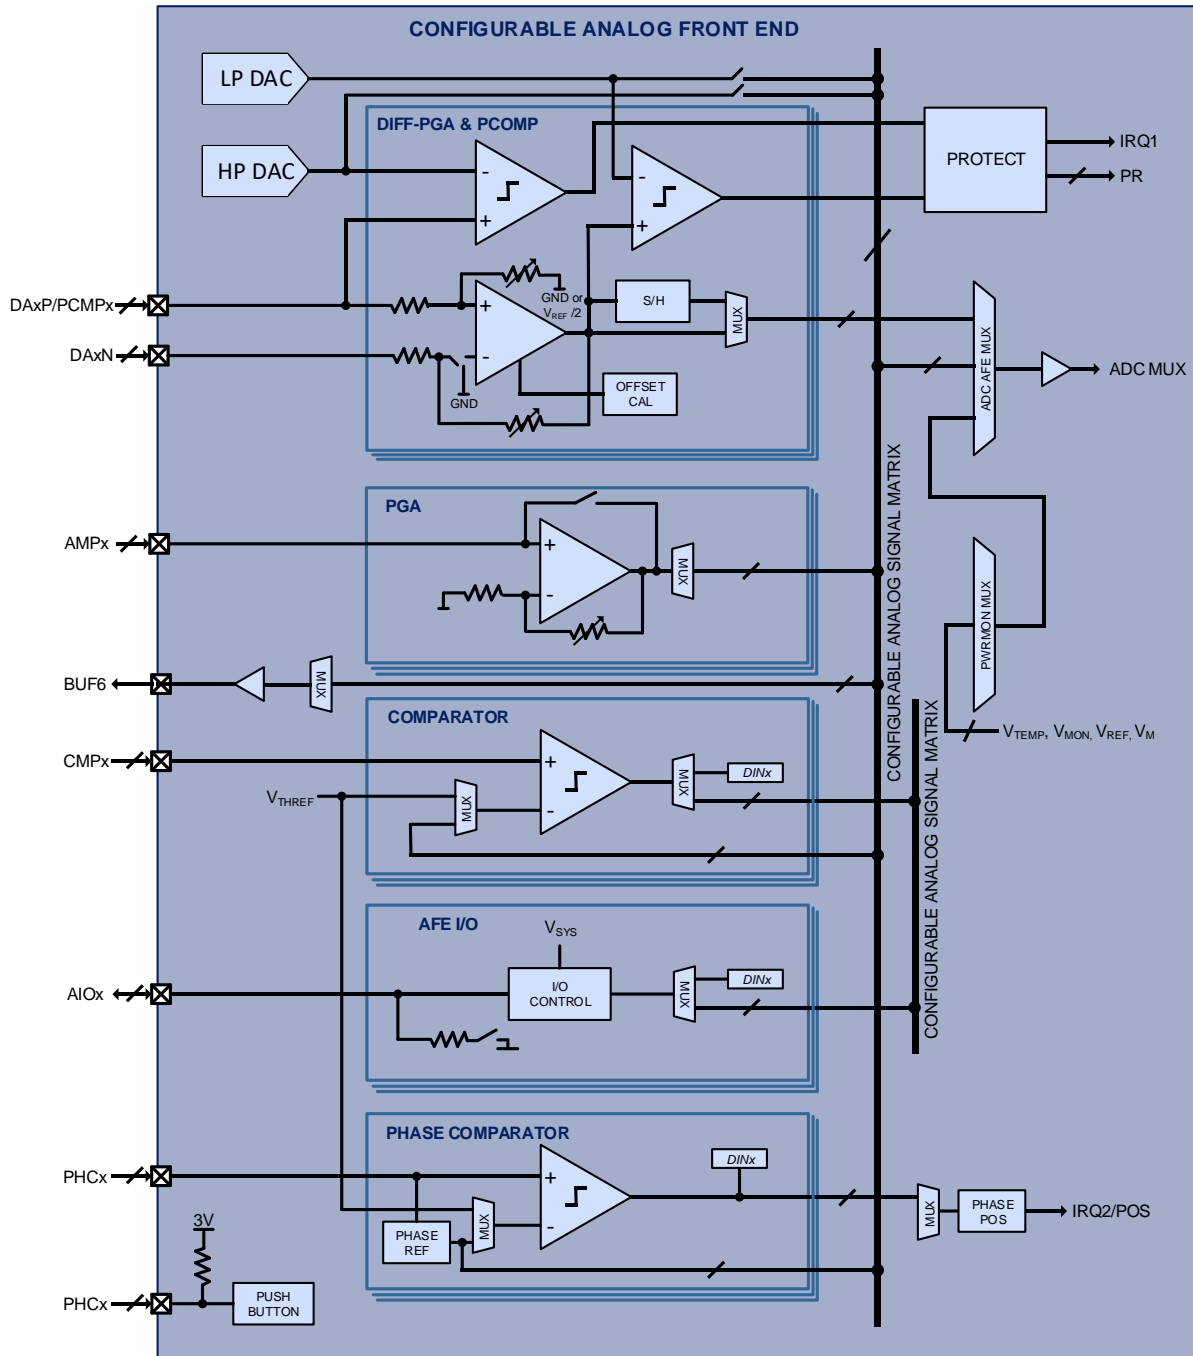 CONFIGURABLE ANALOG FRONT END
LP DAC
HP DAC
DIFF-PGA & PCOMP
-
+
-
+
PROTECT
IRQ1
PR
DAxP/PCMPx
DAxN
+
-
GND or
VREF /2
S/H
MUX
GND
OFFSET
CAL
ADC AFE MUX
ADC MUX
CONFIGURABLE ANALOG SIGNAL MATRIX
PGA
AMPx
+
-
MUX
PWRMON MUX
VTEMP, VMON, VREF, VM
BUF6
MUX
COMPARATOR
CMPx
VTHREF
MUX
+
-
MUX
DINx
CONFIGURABLE ANALOG SIGNAL MATRIX
AFE I/O
VSYS
AIOx
I/O
CONTROL
MUX
DINx
PHASE COMPARATOR
PHCx
+
-
PHASE
REF
MUX
DINx
MUX
PHASE
POS
IRQ2/POS
3V
PHCx
PUSH
BUTTON